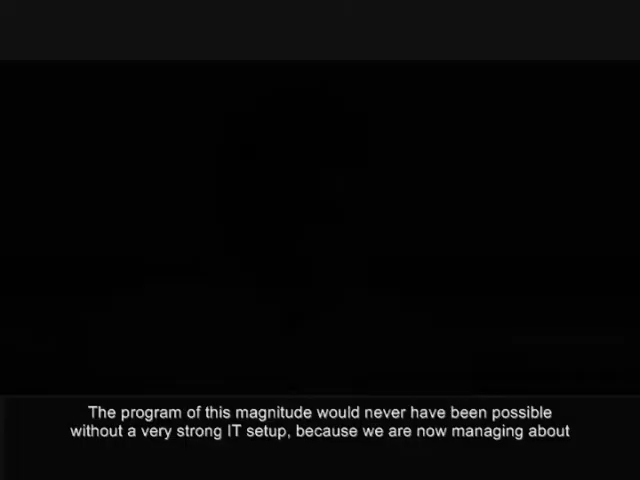 The program of this magnitude would never have been possible
without a very strong IT setup, because we are now managing about